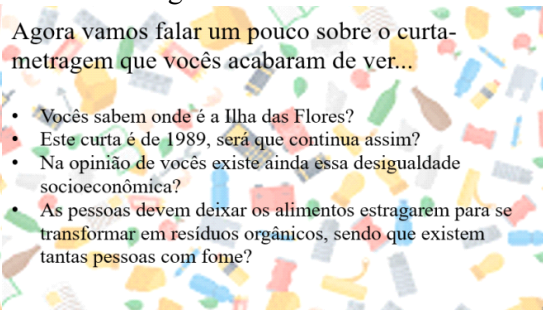 Agora vamos falar um pouco sobre o curta-
metragem que vocês acabaram de ver...
• Vocês sabem onde é a Ilha das Flores?
• Este curta é de 1989, será que continua assim?
• Na opinião de vocês existe ainda essa desigualdade
socioeconômica?
• As pessoas devem deixar os alimentos estragarem para se
transformar em resíduos orgânicos, sendo que existem
tantas pessoas com fome?